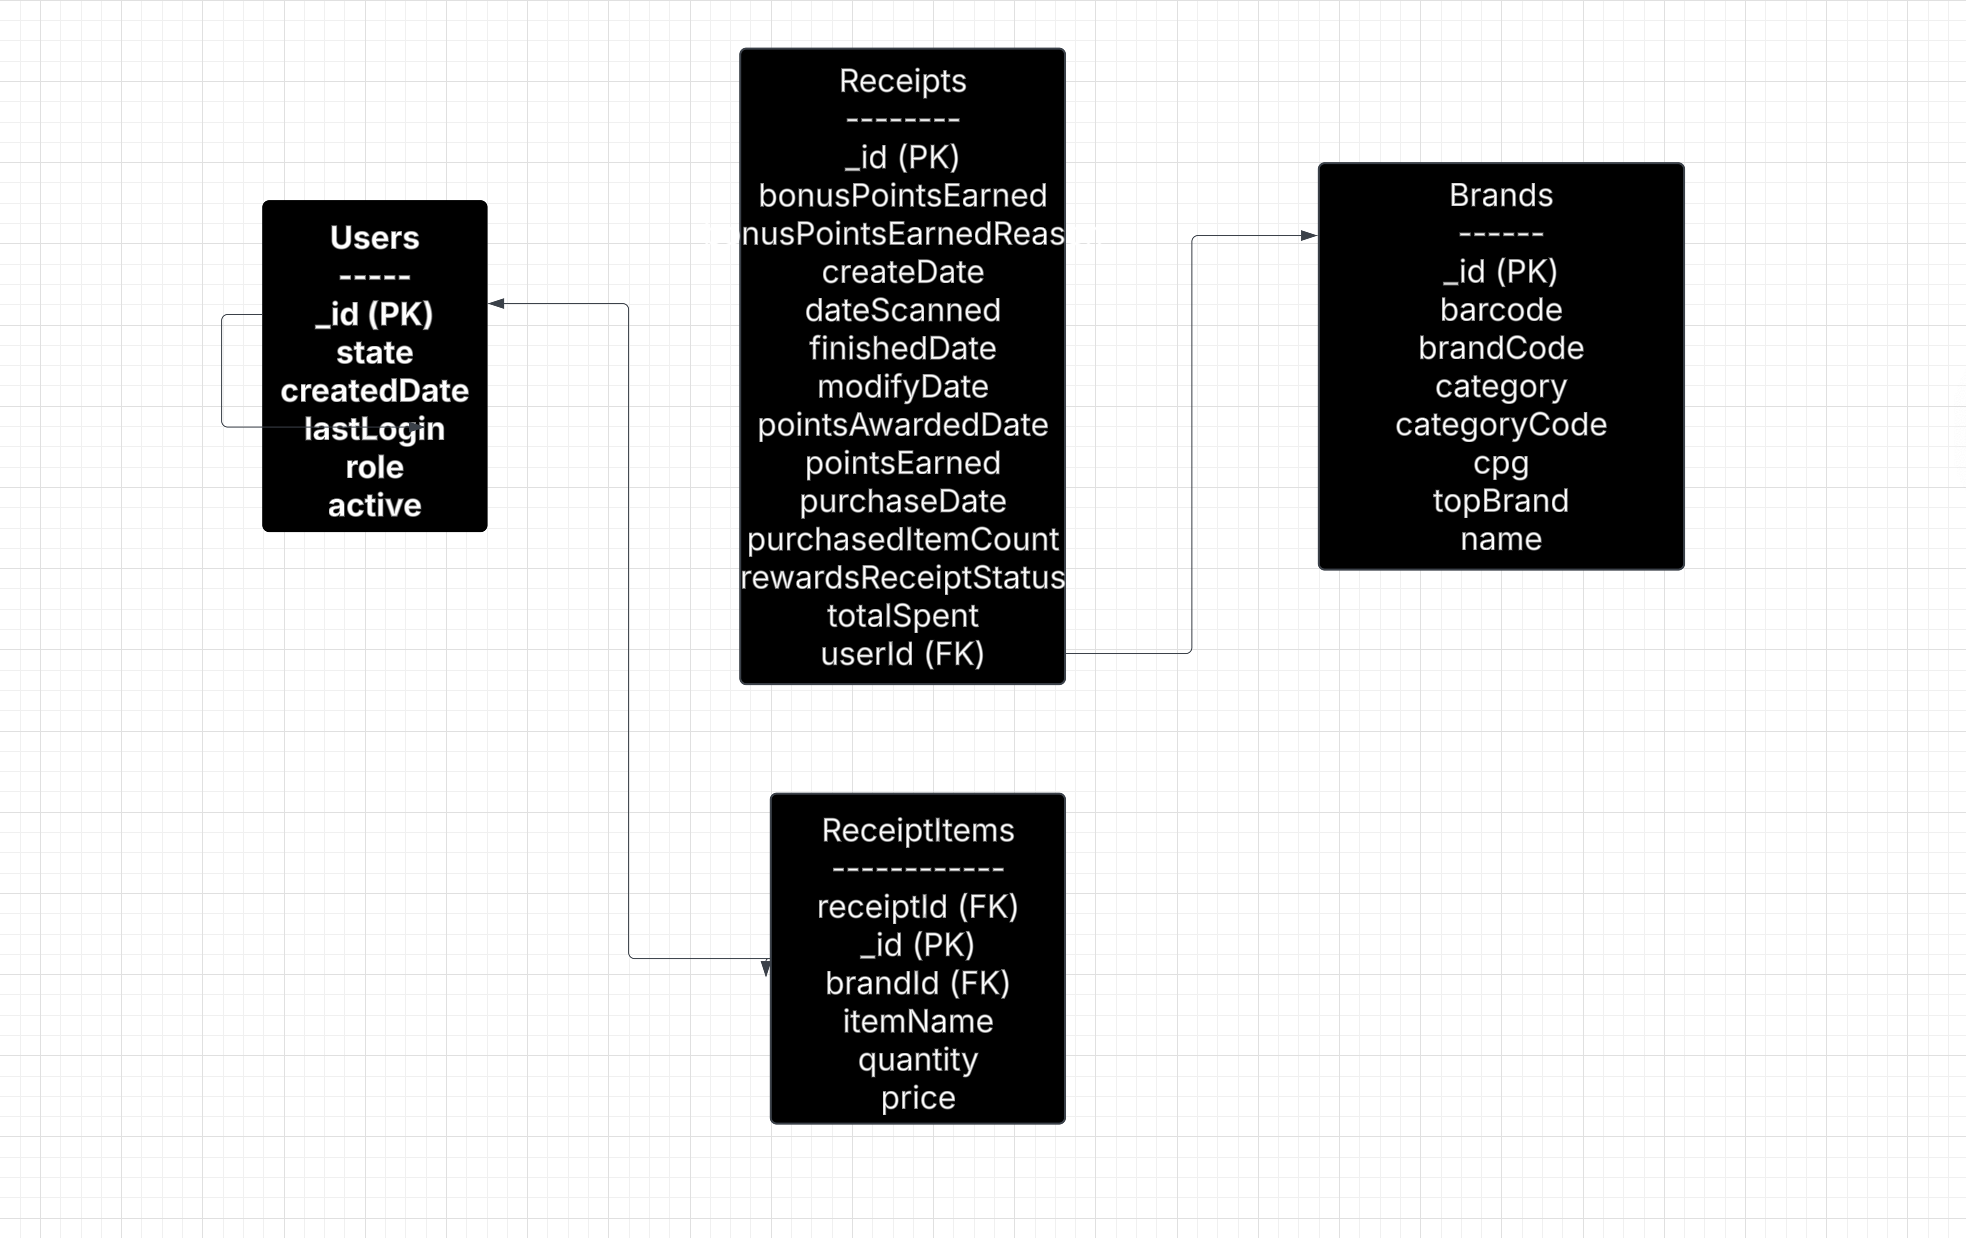 Users
-----
_id (PK)
state
createdDate
lastLogin
role
active
Receipts
--------
_id (PK)
bonusPointsEarned
onusPointsEarnedReas
createDate
dateScanned
finishedDate
modifyDate
pointsAwardedDate
pointsEarned
purchaseDate
purchasedItemCount
rewardsReceiptStatus
totalSpent
userId (FK)
Brands
------
_id (PK)
barcode
brandCode
category
categoryCode
cpg
topBrand
name
ReceiptItems
------------
receiptId (FK)
_id (PK)
brandId (FK)
itemName
quantity
price